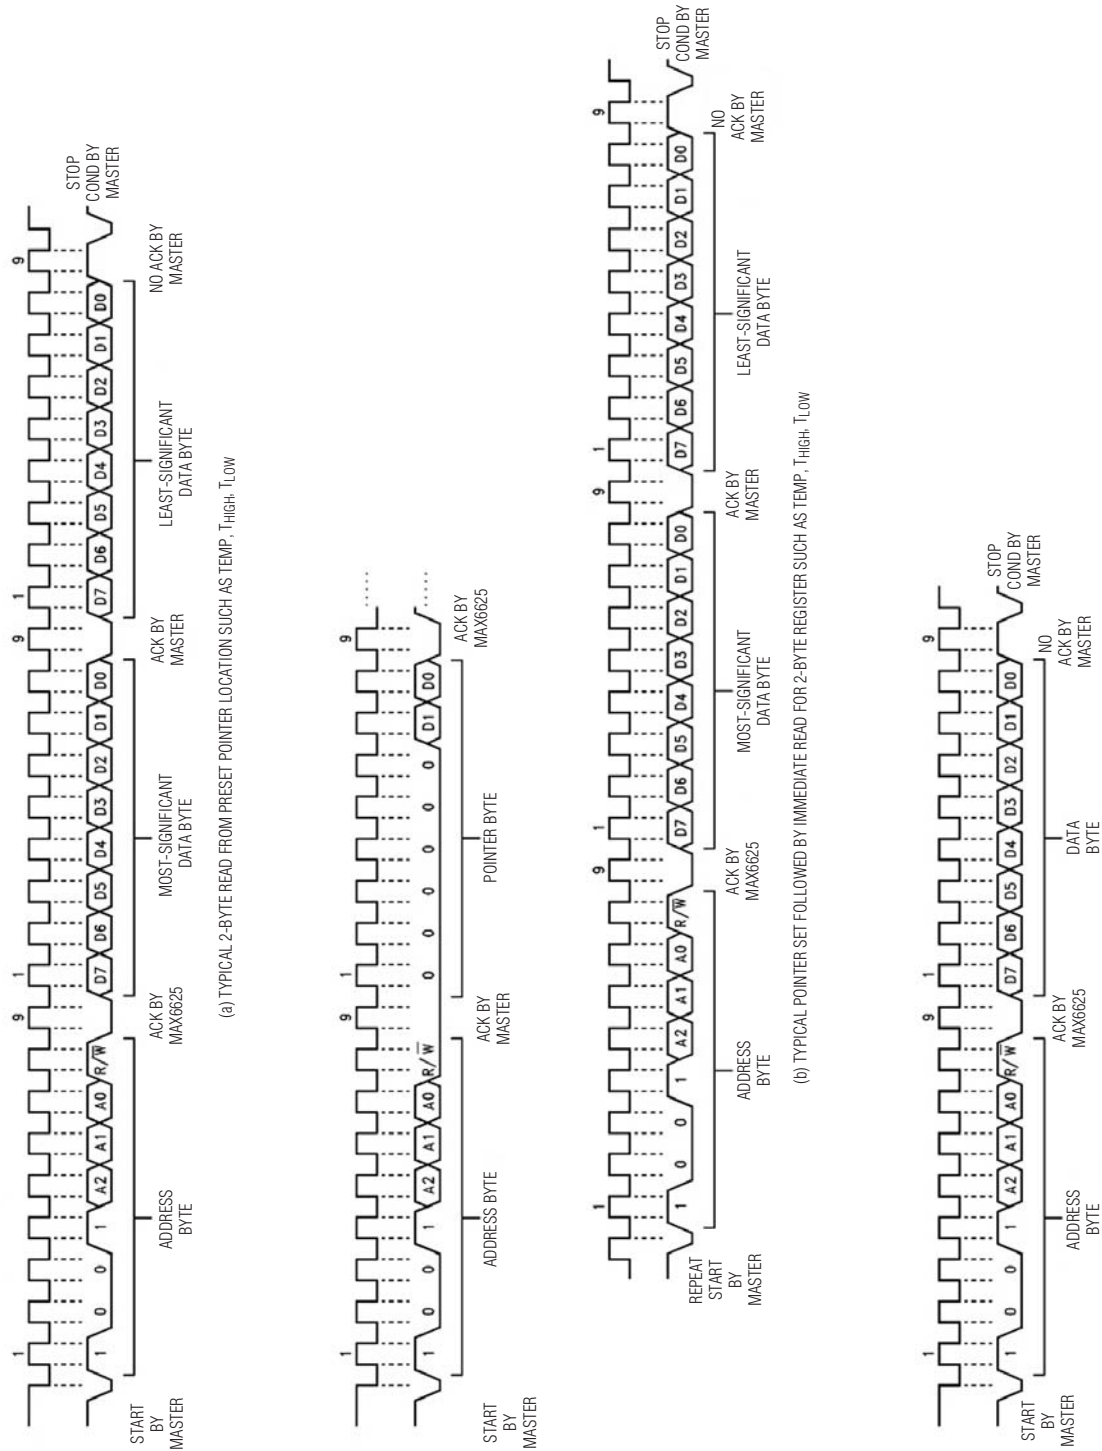 1 9 1 9 1 9
1 0 0 1 A2 A1 A0 R/W̅ D7 D6 D5 D4 D3 D2 D1 D0 D7 D6 D5 D4 D3 D2 D1 D0
START
BY
MASTER
ADDRESS
BYTE
ACK BY
MAX6625
MOST-SIGNIFICANT
DATA BYTE
ACK BY
MASTER
LEAST-SIGNIFICANT
DATA BYTE
NO ACK BY
MASTER
STOP
COND BY
MASTER
(a) TYPICAL 2-BYTE READ FROM PRESET POINTER LOCATION SUCH AS TEMP, THIGH, TLOW
1 9 1 9
1 0 0 1 A2 A1 A0 R/W̅ 0 0 0 0 0 0 D1 D0
ADDRESS BYTE
ACK BY
MASTER
POINTER BYTE
ACK BY
MAX6625
1 9 1 9 1 9
1 0 0 1 A2 A1 A0 R/W̅ D7 D6 D5 D4 D3 D2 D1 D0 D7 D6 D5 D4 D3 D2 D1 D0
REPEAT
START
BY
MASTER
ADDRESS
BYTE
ACK BY
MAX6625
MOST-SIGNIFICANT
DATA BYTE
ACK BY
MASTER
LEAST-SIGNIFICANT
DATA BYTE
NO
ACK BY
MASTER
STOP
COND BY
MASTER
(b) TYPICAL POINTER SET FOLLOWED BY IMMEDIATE READ FOR 2-BYTE REGISTER SUCH AS TEMP, THIGH, TLOW
1 9 1 9
1 0 0 1 A2 A1 A0 R/W̅ D7 D6 D5 D4 D3 D2 D1 D0
START
BY
MASTER
ADDRESS
BYTE
ACK BY
MAX6625
DATA
BYTE
NO
ACK BY
MASTER
STOP
COND BY
MASTER